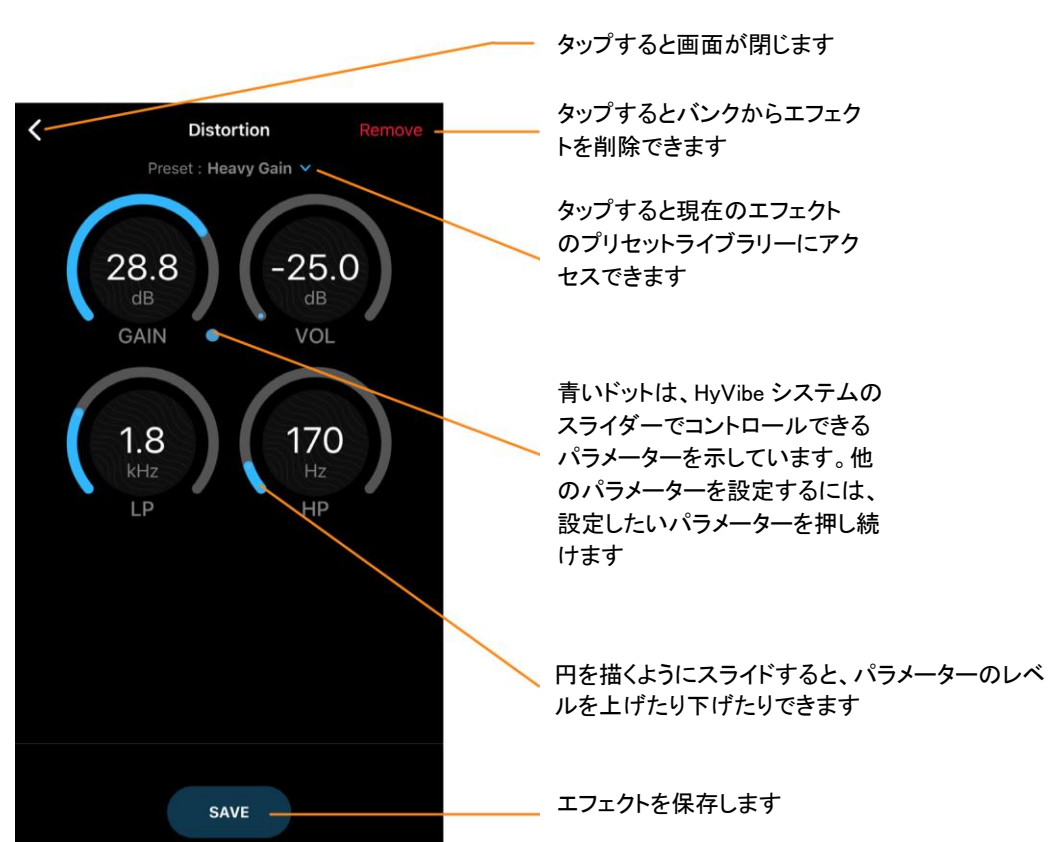 タップすると画面が閉じます
Distortion
Remove
タップするとバンクからエフェク
トを削除できます
Preset : Heavy Gain
タップすると現在のエフェクト
のプリセットライブラリーにアク
セスできます
28.8
dB
GAIN
-25.0
dB
VOL
1.8
kHz
LP
170
Hz
HP
青いドットは、HyVibe システムの
スライダーでコントロールできる
パラメーターを示しています。他
のパラメーターを設定するには、
設定したいパラメーターを押し続
けます
円を描くようにスライドすると、パラメーターのレベ
ルを上げたり下げたりできます
SAVE
エフェクトを保存します